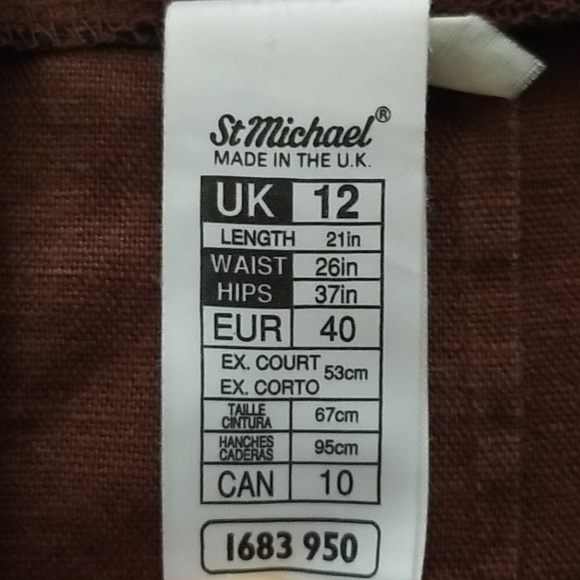 St Michael®
MADE IN THE U.K.
UK 12
LENGTH 21in
WAIST 26in
HIPS 37in
EUR 40
EX. COURT
EX. CORTO 53cm
TAILLE
CINTURA 67cm
HANCHES
CADERAS 95cm
CAN 10
1683 950